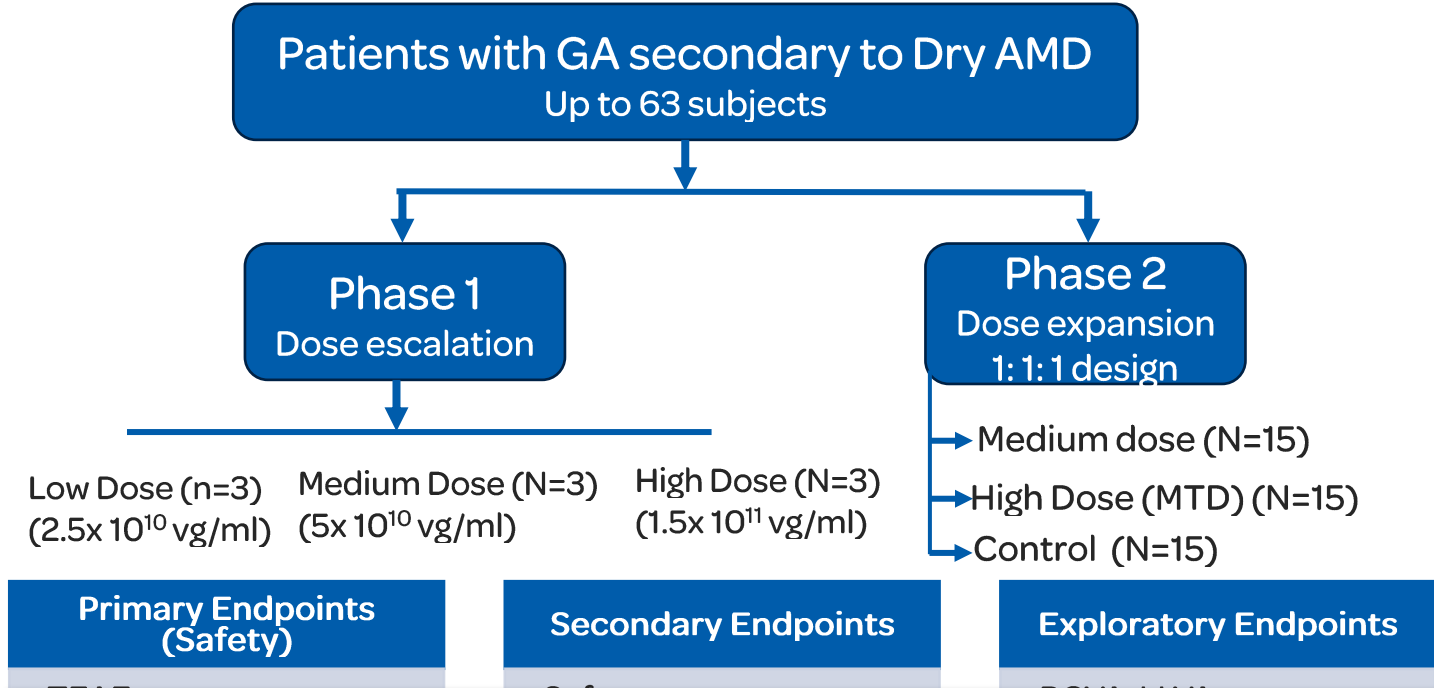 Patients with GA secondary to Dry AMD
Up to 63 subjects
Phase 1
Dose escalation
Phase 2
Dose expansion
1: 1: 1 design
Low Dose (n=3)
(2.5x 10¹⁰ vg/ml)
Medium Dose (N=3)
(5x 10¹⁰ vg/ml)
High Dose (N=3)
(1.5x 10¹¹ vg/ml)
Medium dose (N=15)
High Dose (MTD) (N=15)
Control (N=15)
Primary Endpoints
(Safety)
Secondary Endpoints
Exploratory Endpoints